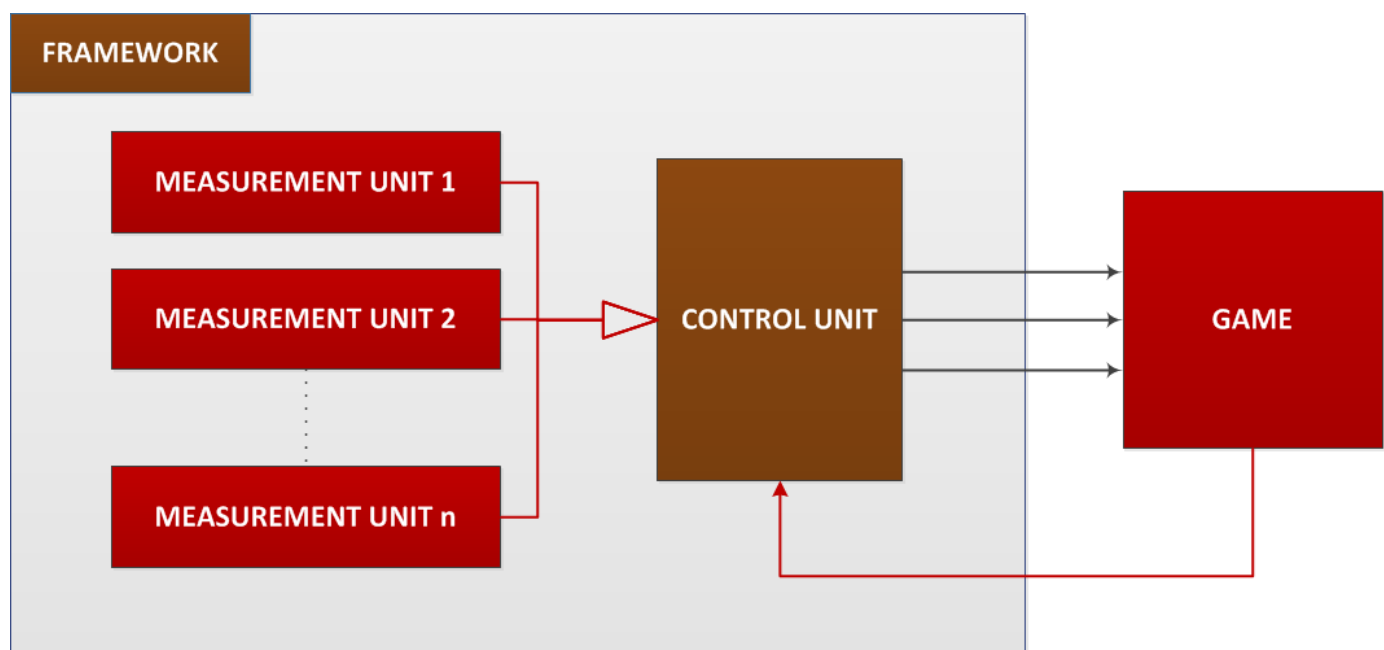 FRAMEWORK
MEASUREMENT UNIT 1
MEASUREMENT UNIT 2
MEASUREMENT UNIT n
CONTROL UNIT
GAME